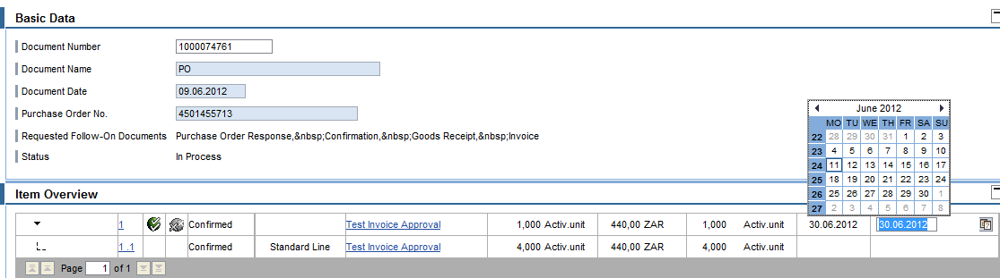 Basic Data
Document Number 1000074761
Document Name PO
Document Date 09.06.2012
Purchase Order No. 4501455713
Requested Follow-On Documents Purchase Order Response,&nbsp;Confirmation,&nbsp;Goods Receipt,&nbsp;Invoice
Status In Process
June 2012
MO TU WE TH FR SA SU
22 28 29 30 31 1 2 3
23 4 5 6 7 8 9 10
24 11 12 13 14 15 16 17
25 18 19 20 21 22 23 24
26 25 26 27 28 29 30 1
27 2 3 4 5 6 7 8
Item Overview
1 Confirmed Test Invoice Approval 1,000 Activ.unit 440,00 ZAR 1,000 Activ.unit 30.06.2012 30.06.2012
1 .1 Confirmed Standard Line Test Invoice Approval 4,000 Activ.unit 440,00 ZAR 4,000 Activ.unit
Page 1 of 1